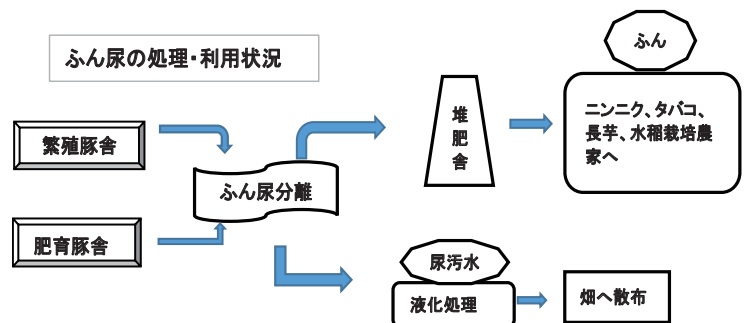 ふん尿の処理・利用状況
ふん
繁殖豚舎
堆肥舎
ニンニク、タバコ、
長芋、水稲栽培農
家へ
ふん尿分離
肥育豚舎
尿汚水
液化処理
畑へ散布